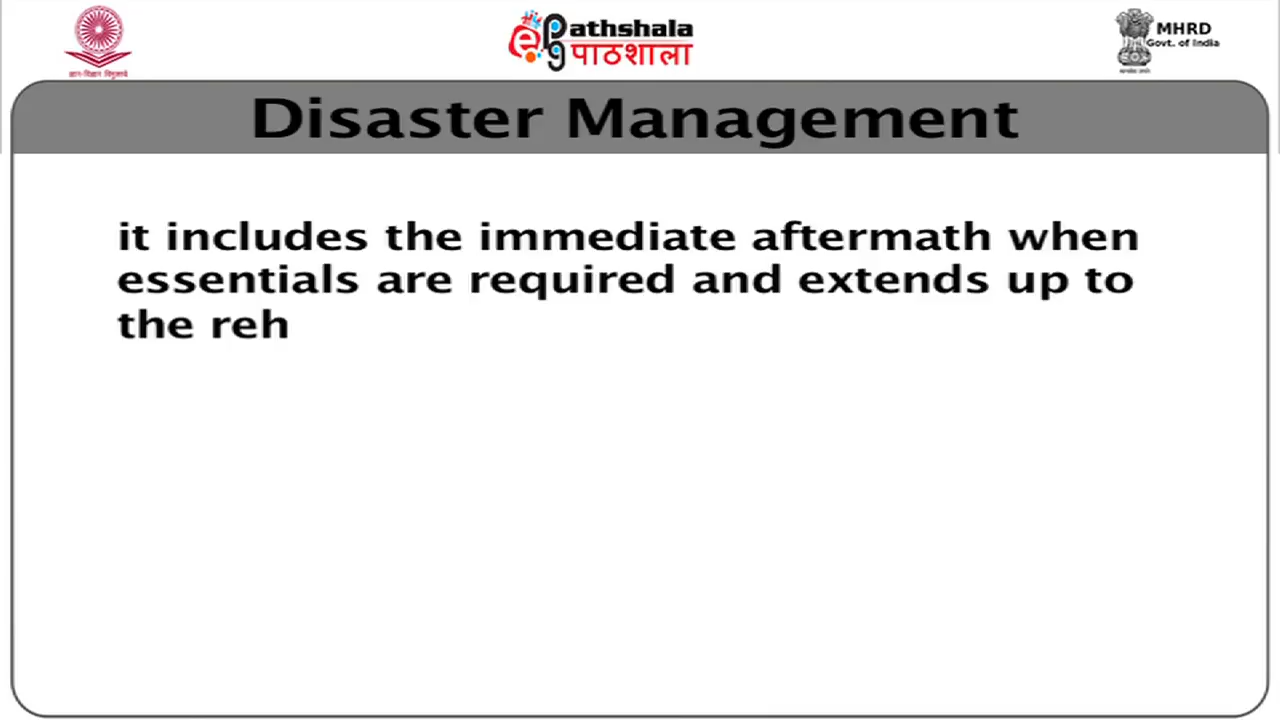 Pathshala
पाठशाला
MHRD
Govt. of India
ज्ञान-विज्ञान विमुक्तये
Disaster Management
it includes the immediate aftermath when
essentials are required and extends up to
the reh